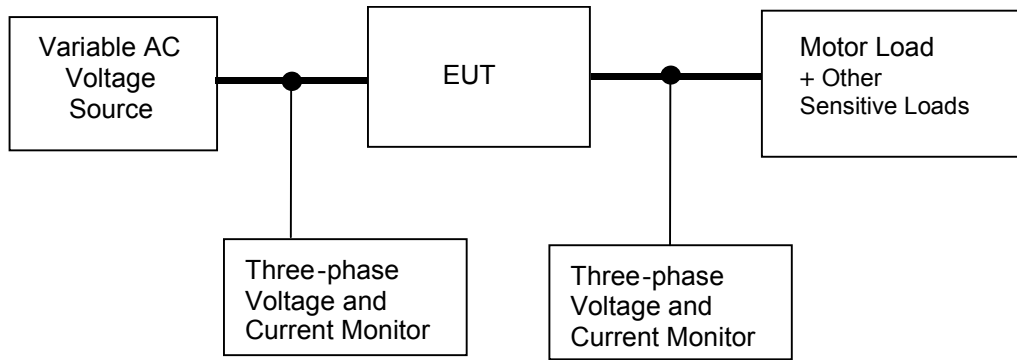 Variable AC
Voltage
Source
EUT
Motor Load
+ Other
Sensitive Loads
Three-phase
Voltage and
Current Monitor
Three-phase
Voltage and
Current Monitor